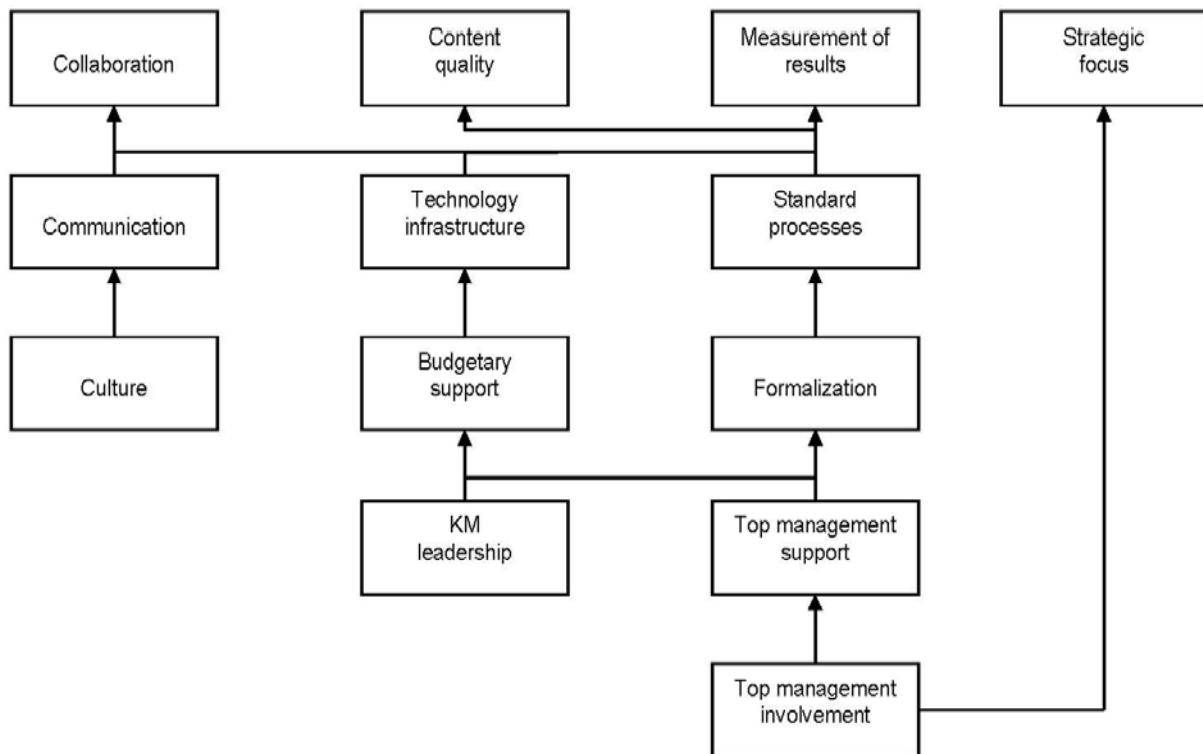 Collaboration
Content
quality
Measurement of
results
Strategic
focus
Communication
Technology
infrastructure
Standard
processes
Culture
Budgetary
support
Formalization
KM
leadership
Top management
support
Top management
involvement